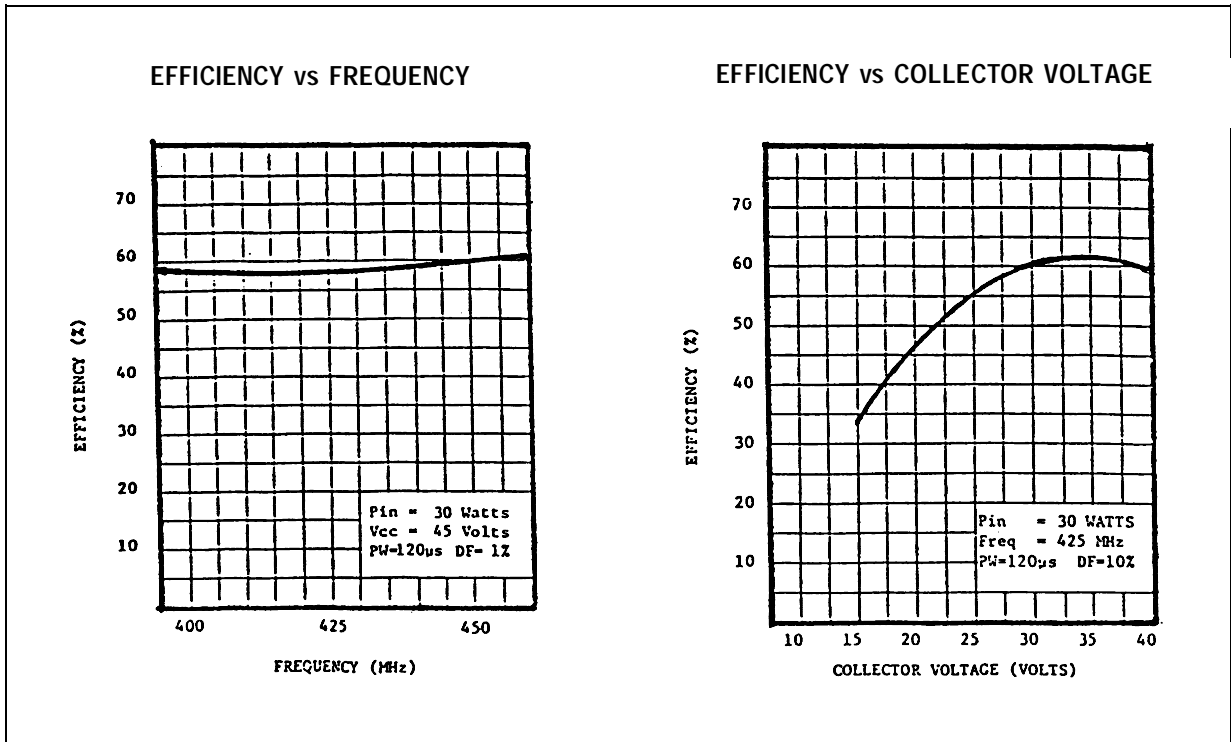 EFFICIENCY vs FREQUENCY
70
60
50
40
30
20
10
EFFICIENCY (%)
Pin = 30 Watts
Vcc = 45 Volts
PW=120µs DF= 1%
400 425 450
FREQUENCY (MHz)
EFFICIENCY vs COLLECTOR VOLTAGE
70
60
50
40
30
20
10
EFFICIENCY (%)
Pin = 30 WATTS
Freq = 425 MHz
PW=120µs DF=10%
10 15 20 25 30 35 40
COLLECTOR VOLTAGE (VOLTS)